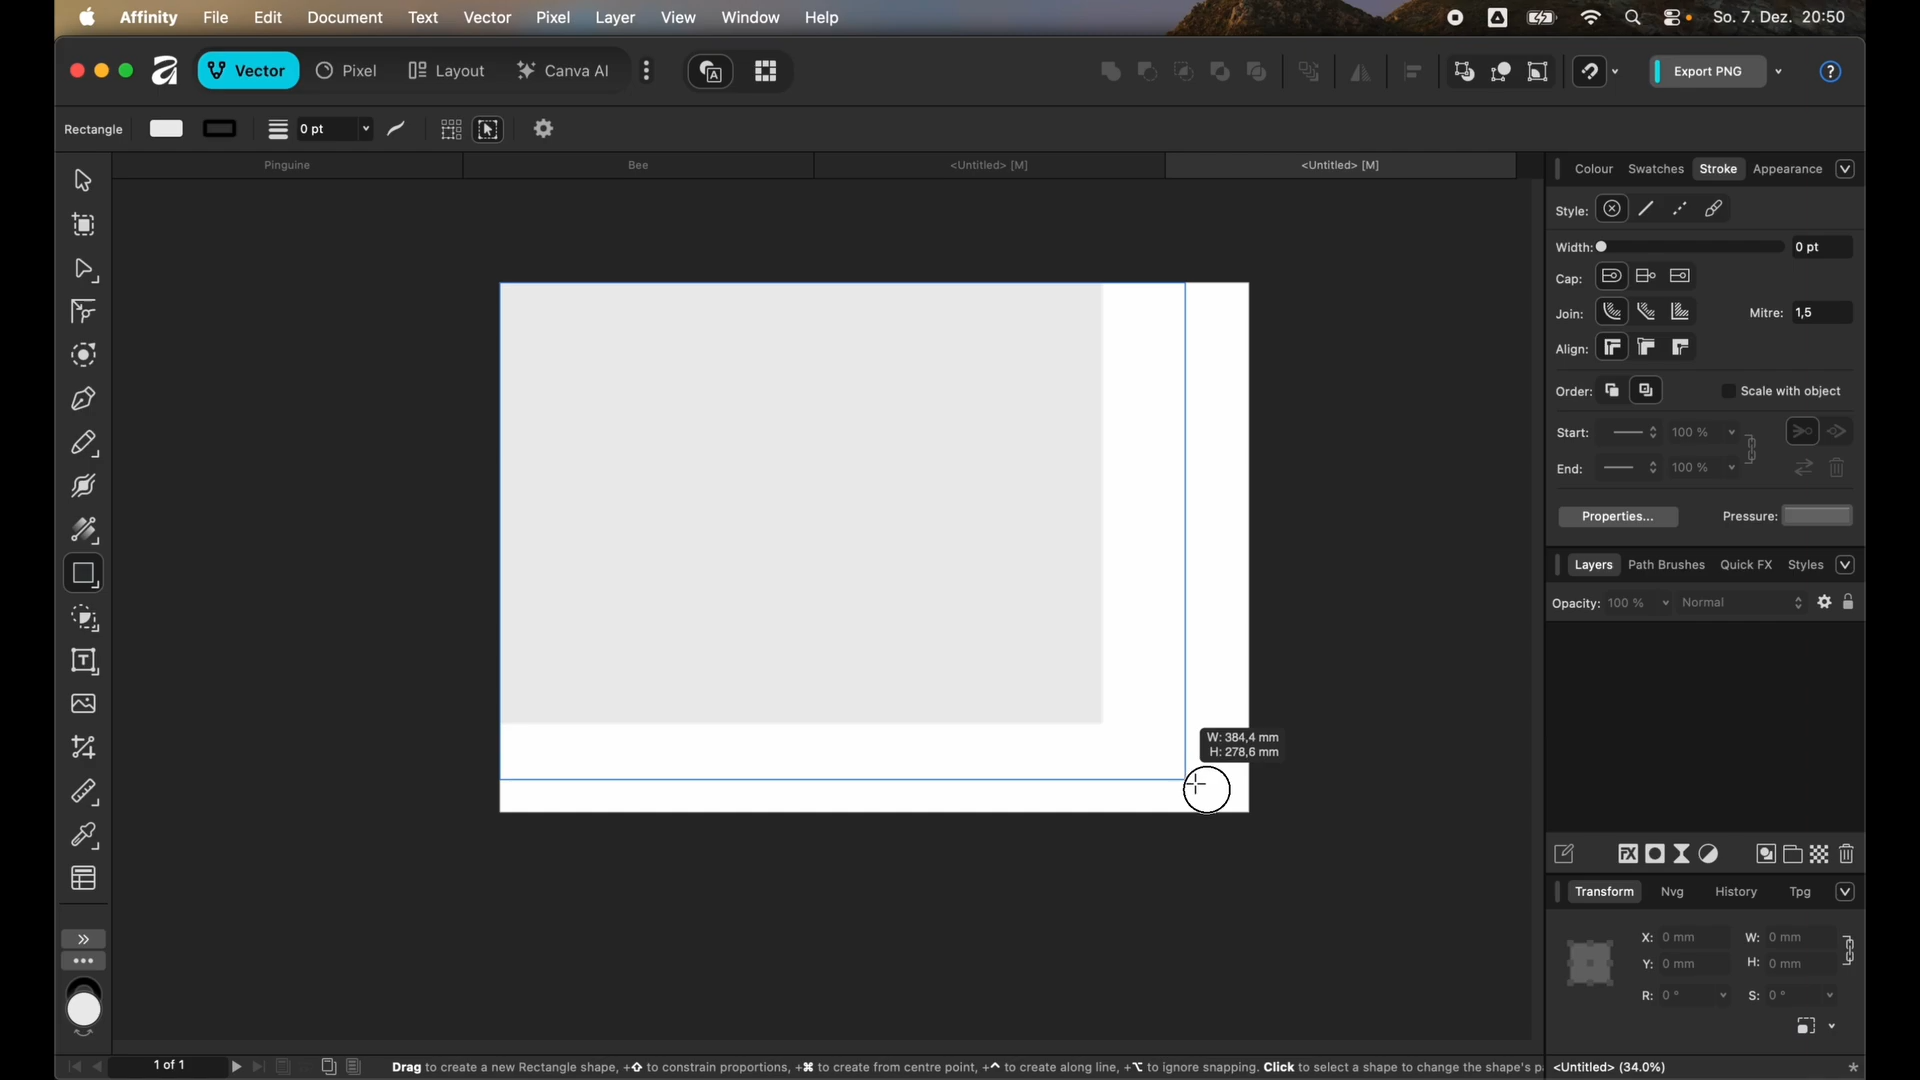 Affinity File Edit Document Text Vector Pixel Layer View Window Help So. 7. Dez. 20:50
Vector Pixel Layout Canva AI Export PNG ?
Rectangle 0 pt
Pinguine Bee <Untitled> [M] <Untitled> [M]
Colour Swatches Stroke Appearance
Style:
Width: 0 pt
Cap:
Join: Mitre: 1,5
Align:
Order: Scale with object
Start: 100 %
End: 100 %
Properties... Pressure:
Layers Path Brushes Quick FX Styles
Opacity: 100 % Normal
W: 384,4 mm
H: 278,6 mm
FX
Transform Nvg History Tpg
X: 0 mm W: 0 mm
Y: 0 mm H: 0 mm
R: 0 ° S: 0 °
1 of 1 Drag to create a new Rectangle shape, +⇧ to constrain proportions, +⌘ to create from centre point, +^ to create along line, +⌥ to ignore snapping. Click to select a shape to change the shape's <Untitled> (34.0%) *